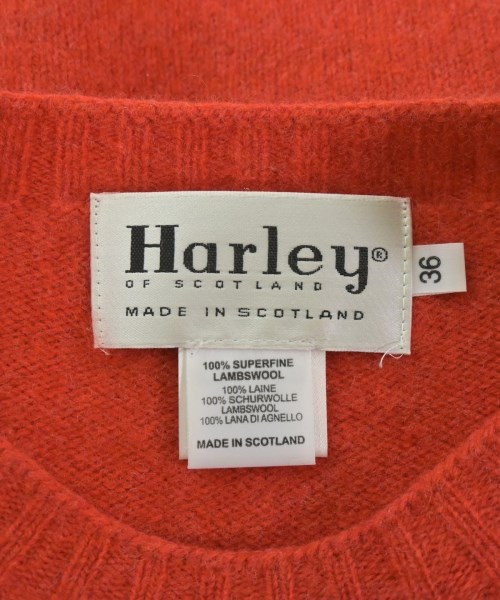 Harley®
OF SCOTLAND
MADE IN SCOTLAND
36
100% SUPERFINE
LAMBSWOOL
100% LAINE
100% SCHURWOLLE
LAMBSWOOL
100% LANA DI AGNELLO
MADE IN SCOTLAND